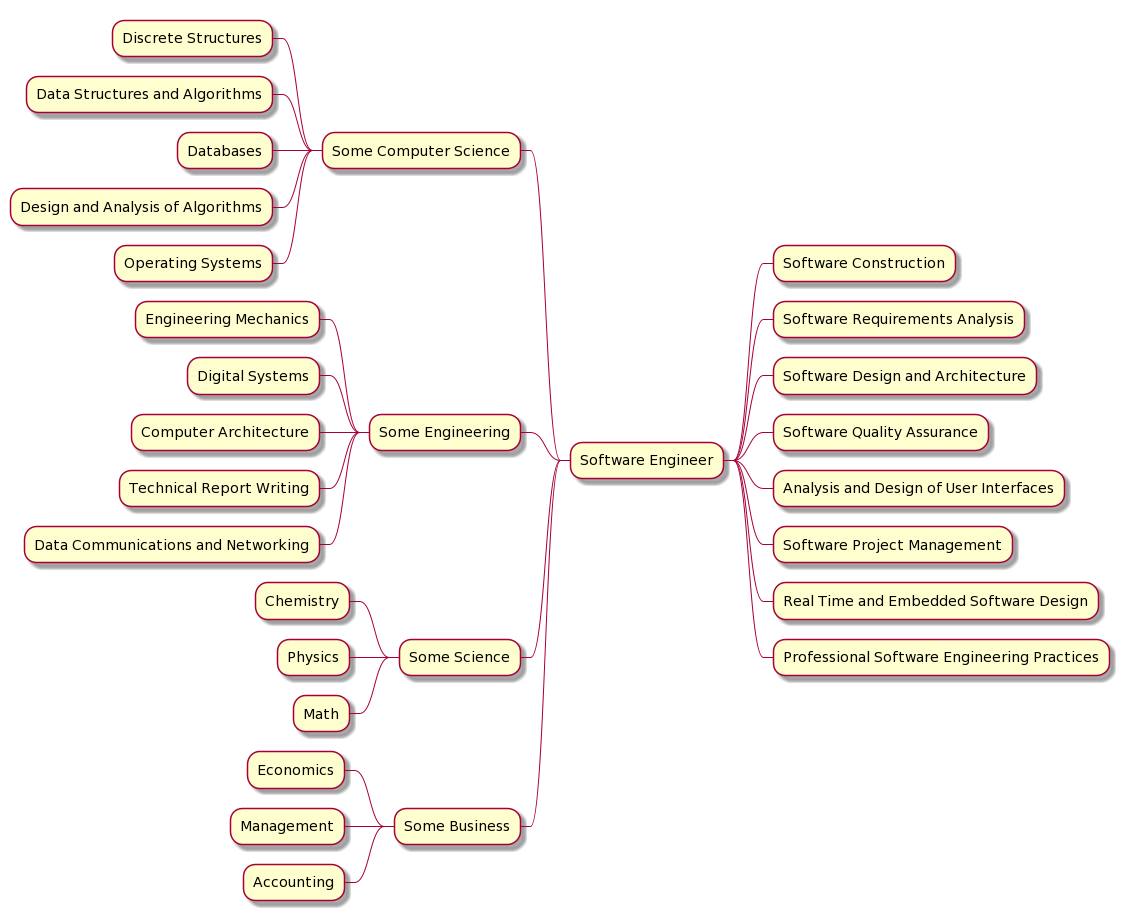 Discrete Structures
Data Structures and Algorithms
Databases
Design and Analysis of Algorithms
Operating Systems
Some Computer Science
Engineering Mechanics
Digital Systems
Computer Architecture
Technical Report Writing
Data Communications and Networking
Some Engineering
Chemistry
Physics
Math
Some Science
Economics
Management
Accounting
Some Business
Software Engineer
Software Construction
Software Requirements Analysis
Software Design and Architecture
Software Quality Assurance
Analysis and Design of User Interfaces
Software Project Management
Real Time and Embedded Software Design
Professional Software Engineering Practices